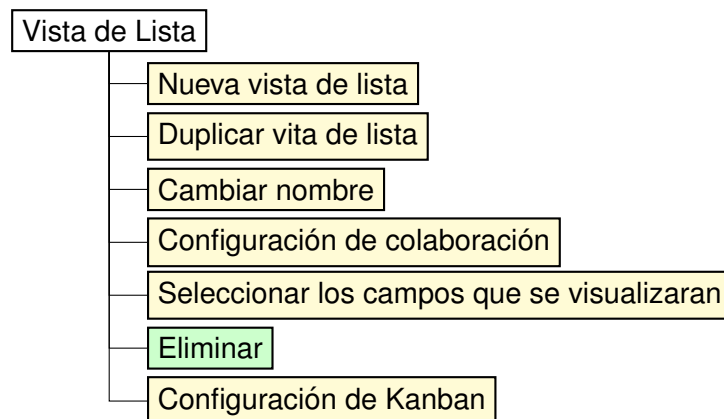 Vista de Lista
Nueva vista de lista
Duplicar vita de lista
Cambiar nombre
Configuración de colaboración
Seleccionar los campos que se visualizaran
Eliminar
Configuración de Kanban